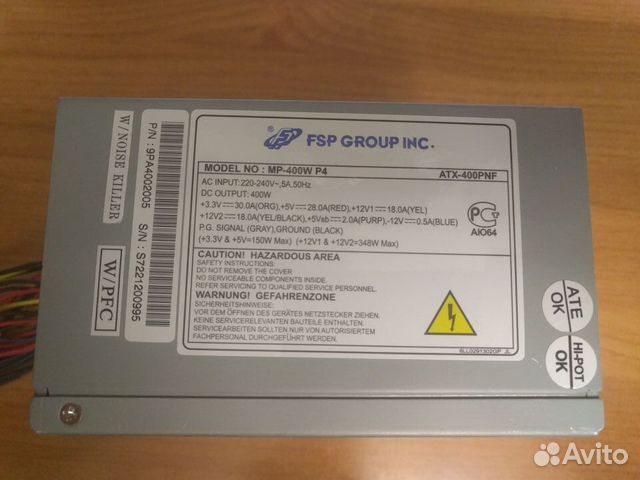 FSP GROUP INC.
MODEL NO : MP-400W P4 ATX-400PNF
AC INPUT: 220-240V~,5A,50Hz
DC OUTPUT: 400W
+3.3V⎓30.0A(ORG),+5V⎓28.0A(RED),+12V1⎓18.0A(YEL)
+12V2⎓18.0A(YEL/BLACK),+5Vsb⎓2.0A(PURP),-12V⎓0.5A(BLUE)
P.G. SIGNAL (GRAY),GROUND (BLACK)
(+3.3V & +5V=150W Max) (+12V1 & +12V2=348W Max)
РСТ
АЮ64
CAUTION! HAZARDOUS AREA
SAFETY INSTRUCTIONS:
DO NOT REMOVE THE COVER
NO SERVICEABLE COMPONENTS INSIDE.
REFER SERVICING TO QUALIFIED SERVICE PERSONNEL.
WARNUNG! GEFAHRENZONE
SICHERHEITSHINWEISE:
VOR DEM ÖFFNEN DES GERÄTES NETZSTECKER ZIEHEN
KEINE SERVICERELEVANTEN BAUTEILE ENTHALTEN.
SERVICEARBEITEN SOLLTEN NUR VON AUTORISIERTEM
FACHPERSONAL DURCHGEFÜHRT WERDEN.
W/NOISE KILLER
W/PFC
P/N : 9PA4002005
S/N : S7221200995
ATE
OK
HI-POT
OK
Avito